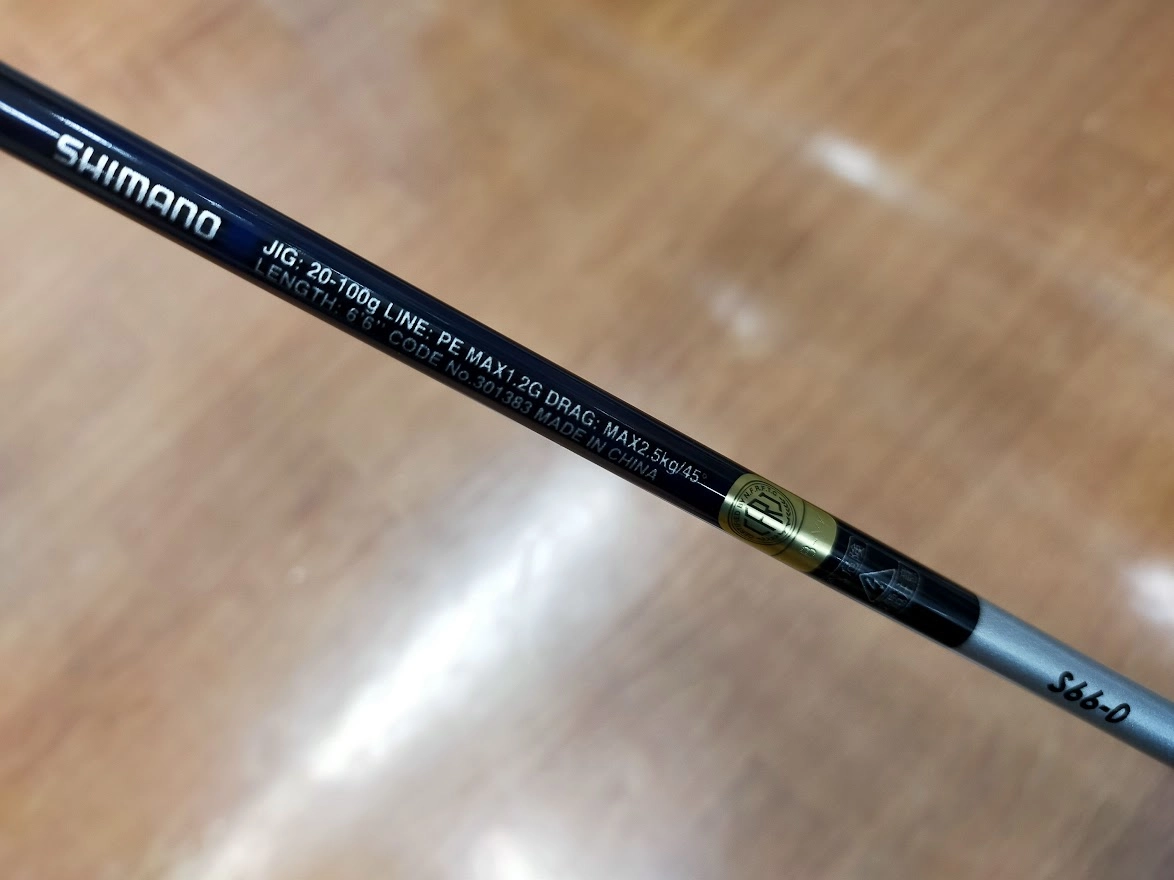 SHIMANO
JIG: 20-100g LINE: PE MAX1.2G DRAG: MAX2.5kg/45°
LENGTH: 6'6" CODE No.301383 MADE IN CHINA
S66-0